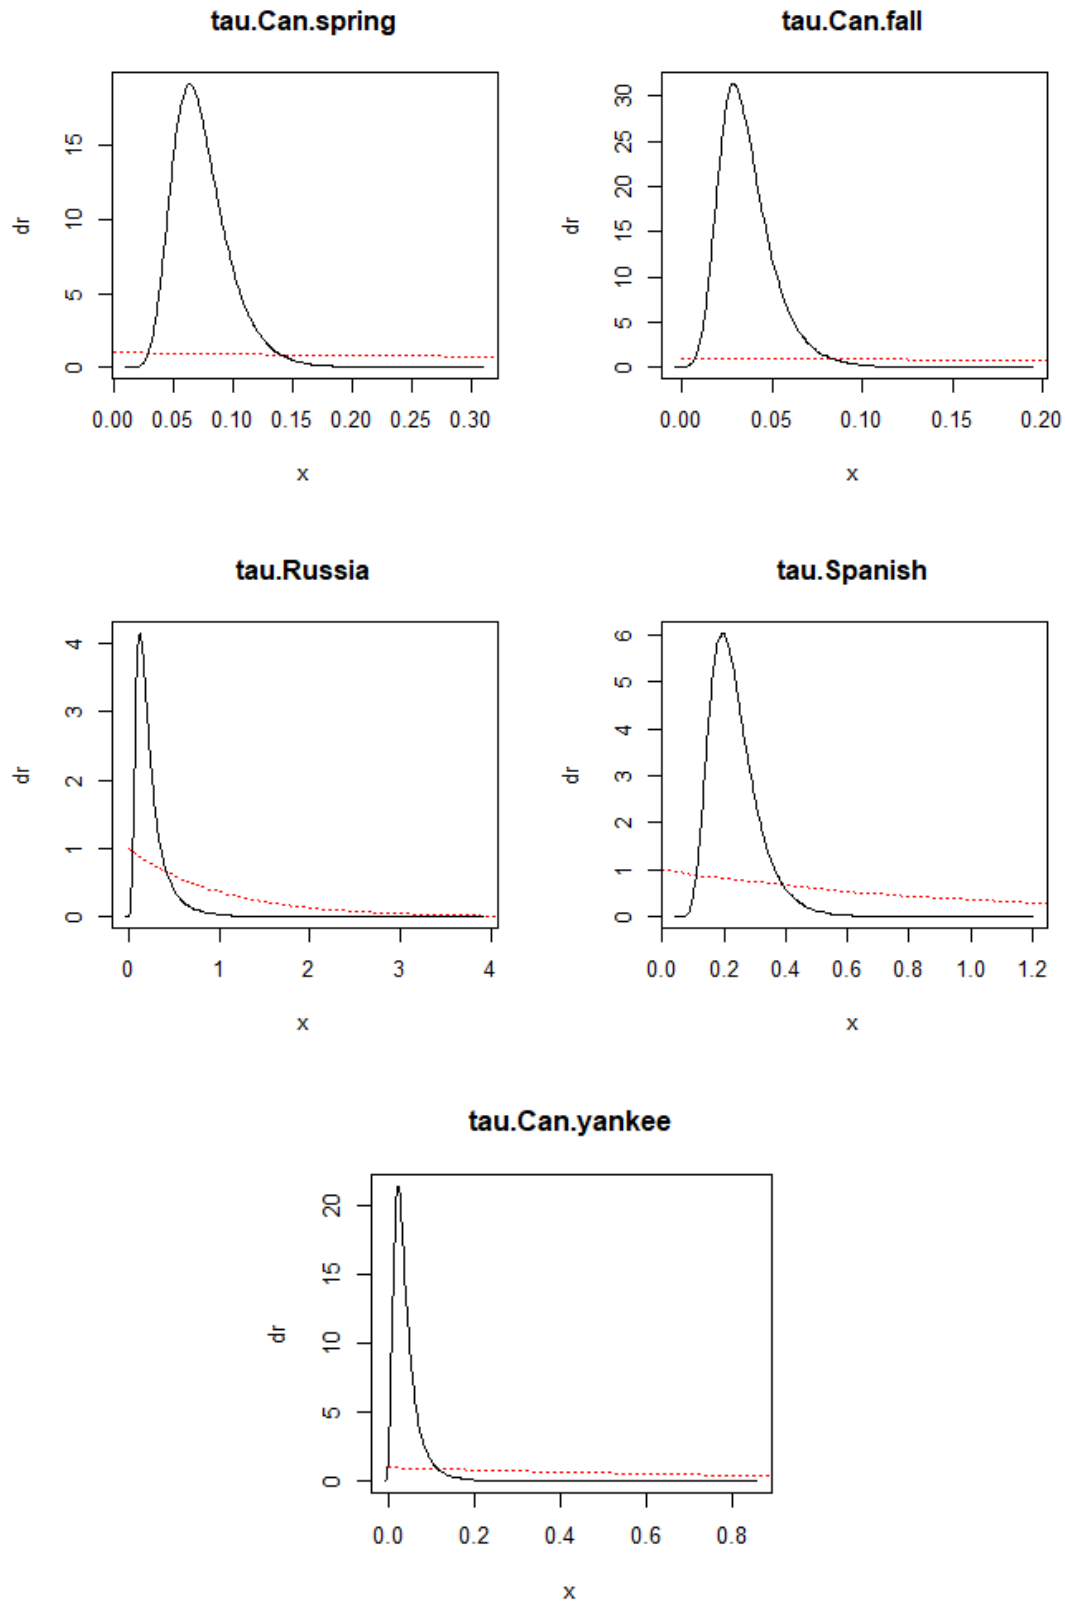 tau.Can.spring
dr
15
10
5
0
0.00 0.05 0.10 0.15 0.20 0.25 0.30
x
tau.Can.fall
dr
30
25
20
15
10
5
0
0.00 0.05 0.10 0.15 0.20
x
tau.Russia
dr
4
3
2
1
0
0 1 2 3 4
x
tau.Spanish
dr
6
5
4
3
2
1
0
0.0 0.2 0.4 0.6 0.8 1.0 1.2
x
tau.Can.yankee
dr
20
15
10
5
0
0.0 0.2 0.4 0.6 0.8
x